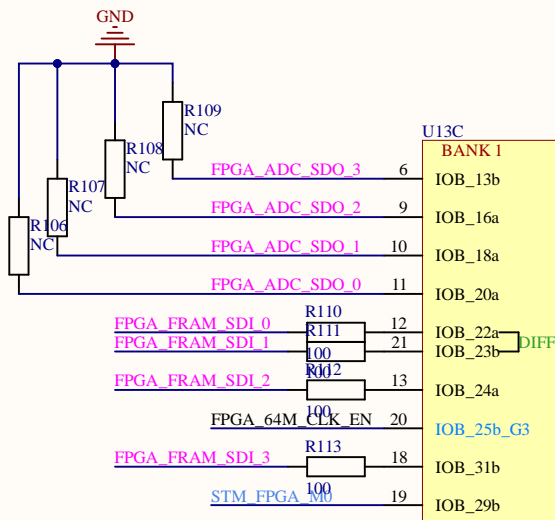 GND
U13C
BANK 1
R109
NC
R108
NC
R107
NC
R106
NC
FPGA_ADC_SDO_3
6
IOB_13b
FPGA_ADC_SDO_2
9
IOB_16a
FPGA_ADC_SDO_1
10
IOB_18a
FPGA_ADC_SDO_0
11
IOB_20a
FPGA_FRAM_SDI_0
R110
12
IOB_22a
FPGA_FRAM_SDI_1
R111
100
21
IOB_23b
DIFF
FPGA_FRAM_SDI_2
R112
100
13
IOB_24a
100
FPGA_64M_CLK_EN
20
IOB_25b_G3
FPGA_FRAM_SDI_3
R113
18
IOB_31b
100
STM_FPGA_M0
19
IOB_29b